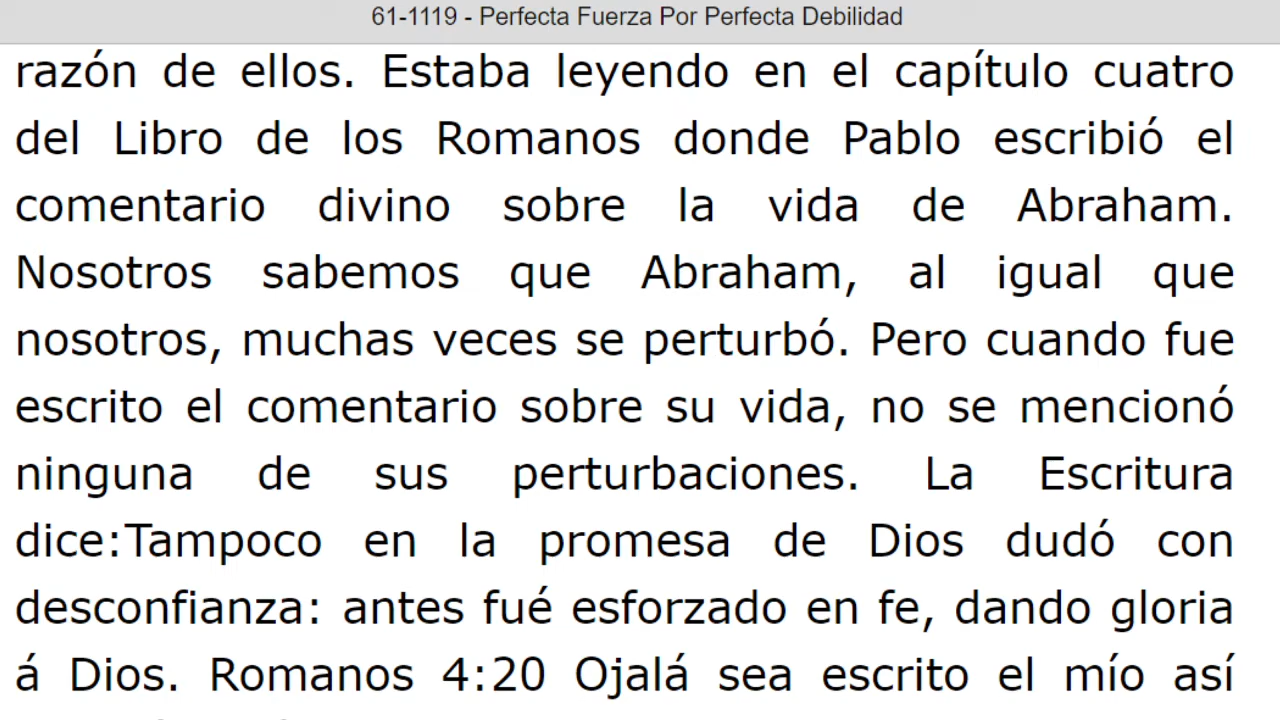 61-1119 - Perfecta Fuerza Por Perfecta Debilidad
razón de ellos. Estaba leyendo en el capítulo cuatro
del Libro de los Romanos donde Pablo escribió el
comentario divino sobre la vida de Abraham.
Nosotros sabemos que Abraham, al igual que
nosotros, muchas veces se perturbó. Pero cuando fue
escrito el comentario sobre su vida, no se mencionó
ninguna de sus perturbaciones. La Escritura
dice:Tampoco en la promesa de Dios dudó con
desconfianza: antes fué esforzado en fe, dando gloria
á Dios. Romanos 4:20 Ojalá sea escrito el mío así